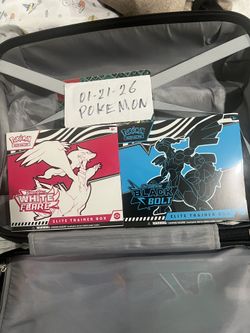 01-21-26
POKEMON
Pokémon
WHITE
FLARE
ELITE TRAINER BOX
Pokémon
BLACK
BOLT
ELITE TRAINER BOX